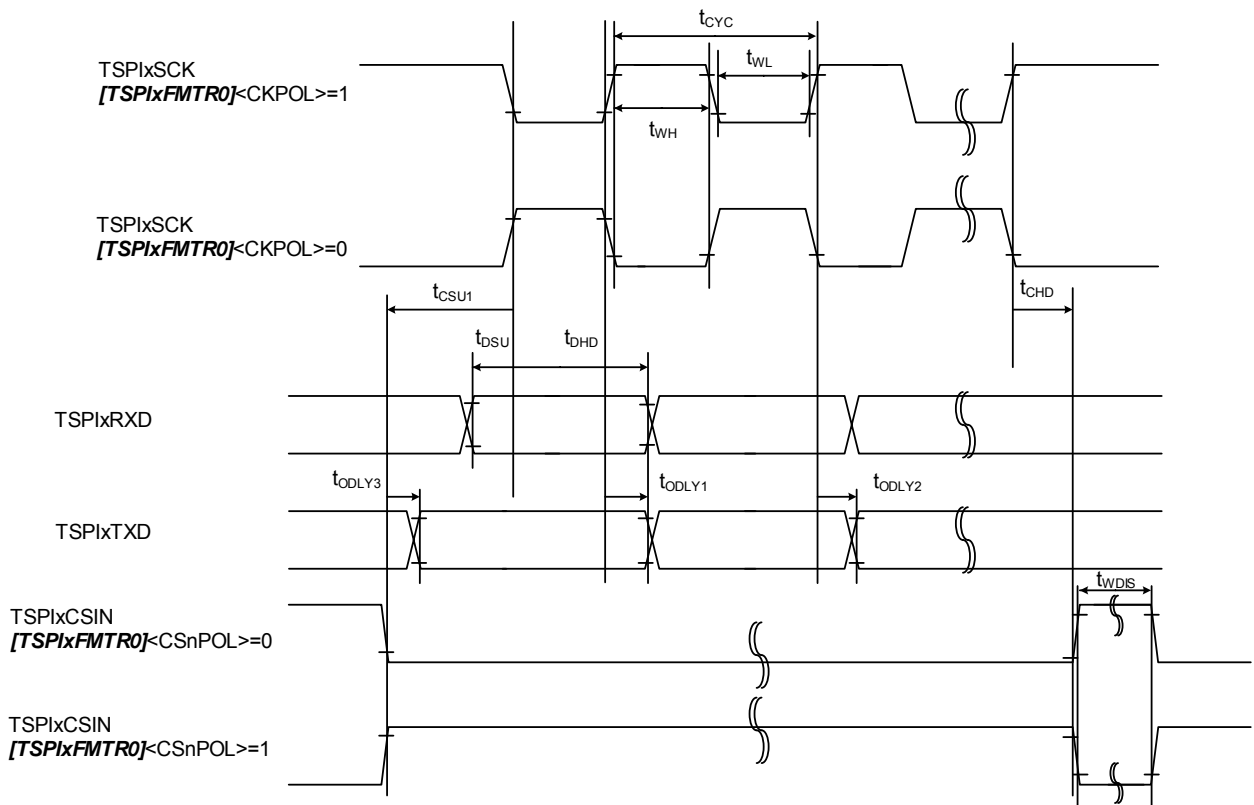 tCYC
TSPIxSCK
[TSPIxFMTR0]<CKPOL>=1
tWL
tWH
TSPIxSCK
[TSPIxFMTR0]<CKPOL>=0
tCSU1
tCHD
tDSU
tDHD
TSPIxRXD
tODLY3
tODLY1
tODLY2
TSPIxTXD
tWDIS
TSPIxCSIN
[TSPIxFMTR0]<CSnPOL>=0
TSPIxCSIN
[TSPIxFMTR0]<CSnPOL>=1